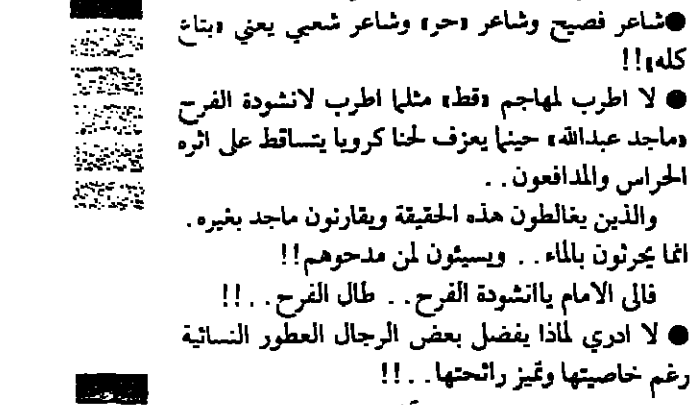 ●شاعر فصيح وشاعر «حر» وشاعر شعبي يعني «بتاع
كله»!!
● لا اطرب لمهاجم «قط» مثلما اطرب لانشودة الفرح
«ماجد عبدالله» حينما يعزف لحنا كرويا يتساقط على اثره
الحراس والمدافعون . .
والذين يغالطون هذه الحقيقة ويقارنون ماجد بغيره .
انما يحرثون بالماء . . ويسيئون لمن مدحوهم !!
فالى الامام ياانشودة الفرح . . طال الفرح . . !!
● لا ادري لماذا يفضل بعض الرجال العطور النسائية
رغم خاصيتها وتميز رائحتها . . !!